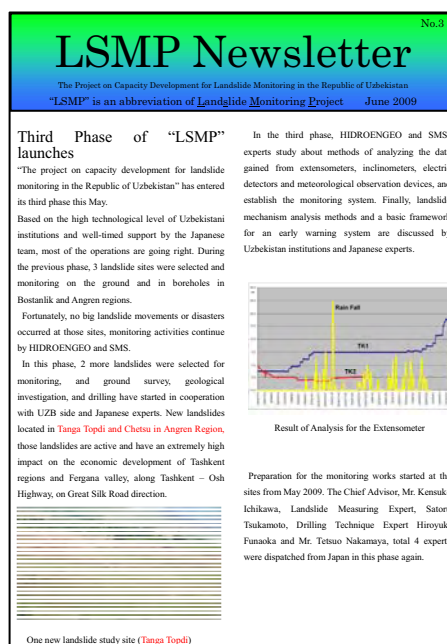 No.3
LSMP Newsletter
The Project on Capacity Development for Landslide Monitoring in the Republic of Uzbekistan
“LSMP” is an abbreviation of Landslide Monitoring Project June 2009
Third Phase of “LSMP”
launches
“The project on capacity development for landslide
monitoring in the Republic of Uzbekistan” has entered
its third phase this May.
Based on the high technological level of Uzbekistani
institutions and well-timed support by the Japanese
team, most of the operations are going right. During
the previous phase, 3 landslide sites were selected and
monitoring on the ground and in boreholes in
Bostanlik and Angren regions.
Fortunately, no big landslide movements or disasters
occurred at those sites, monitoring activities continue
by HIDROENGEO and SMS.
In this phase, 2 more landslides were selected for
monitoring, and ground survey, geological
investigation, and drilling have started in cooperation
with UZB side and Japanese experts. New landslides
located in Tanga Topdi and Chetsu in Angren Region,
those landslides are active and have an extremely high
impact on the economic development of Tashkent
regions and Fergana valley, along Tashkent – Osh
Highway, on Great Silk Road direction.
One new landslide study site (Tanga Topdi)
In the third phase, HIDROENGEO and SMS
experts study about methods of analyzing the dat
gained from extensometers, inclinometers, electri
detectors and meteorological observation devices, and
establish the monitoring system. Finally, landslid
mechanism analysis methods and a basic framework
for an early warning system are discussed by
Uzbekistan institutions and Japanese experts.
Rain Fall
TK1
TK2
Result of Analysis for the Extensometer
Preparation for the monitoring works started at th
sites from May 2009. The Chief Advisor, Mr. Kensuk
Ichikawa, Landslide Measuring Expert, Sator
Tsukamoto, Drilling Technique Expert Hiroyuk
Funaoka and Mr. Tetsuo Nakamaya, total 4 expert
were dispatched from Japan in this phase again.